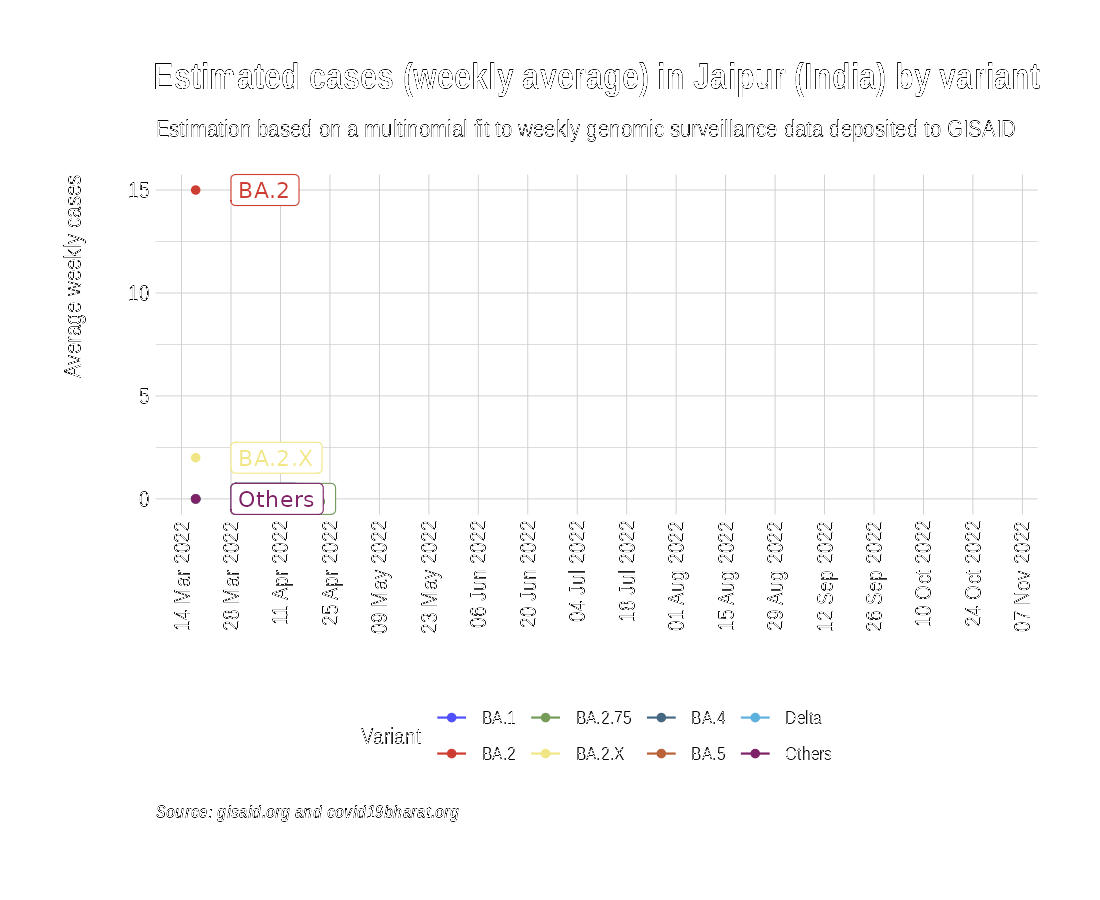 Estimated cases (weekly average) in Jaipur (India) by variant
Estimation based on a multinomial fit to weekly genomic surveillance data deposited to GISAID
Average weekly cases
15
10
5
0
BA.2
BA.2.X
Others
14 Mar 2022
28 Mar 2022
11 Apr 2022
25 Apr 2022
09 May 2022
23 May 2022
06 Jun 2022
20 Jun 2022
04 Jul 2022
18 Jul 2022
01 Aug 2022
15 Aug 2022
29 Aug 2022
12 Sep 2022
26 Sep 2022
10 Oct 2022
24 Oct 2022
07 Nov 2022
Variant
BA.1 BA.2.75 BA.4 Delta
BA.2 BA.2.X BA.5 Others
Source: gisaid.org and covid19bharat.org